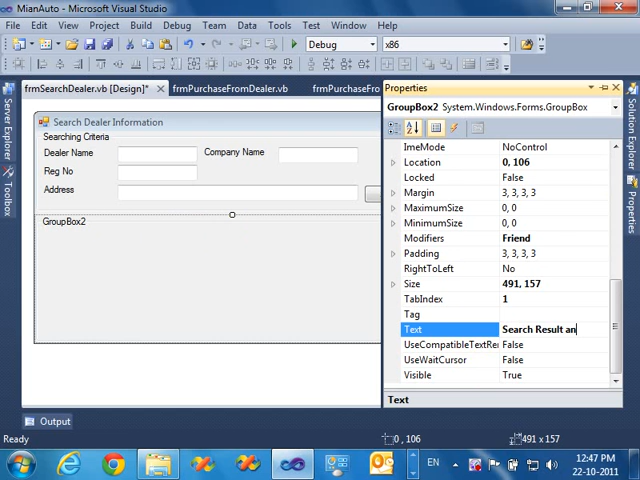 MianAuto - Microsoft Visual Studio
File Edit View Project Build Debug Team Data Tools Test Window Help
Debug x86
frmSearchDealer.vb [Design]* frmPurchaseFromDealer.vb frmPurchaseFro
Properties
GroupBox2 System.Windows.Forms.GroupBox
Server Explorer
Toolbox
Solution Explorer
Properties
Search Dealer Information
Searching Criteria
Dealer Name Company Name
Reg No
Address
GroupBox2
ImeMode NoControl
Location 0, 106
Locked False
Margin 3, 3, 3, 3
MaximumSize 0, 0
MinimumSize 0, 0
Modifiers Friend
Padding 3, 3, 3, 3
RightToLeft No
Size 491, 157
TabIndex 1
Tag
Text Search Result an
UseCompatibleTextRe False
UseWaitCursor False
Visible True
Text
Output
Ready 0 , 106 491 x 157
EN 12:47 PM
22-10-2011